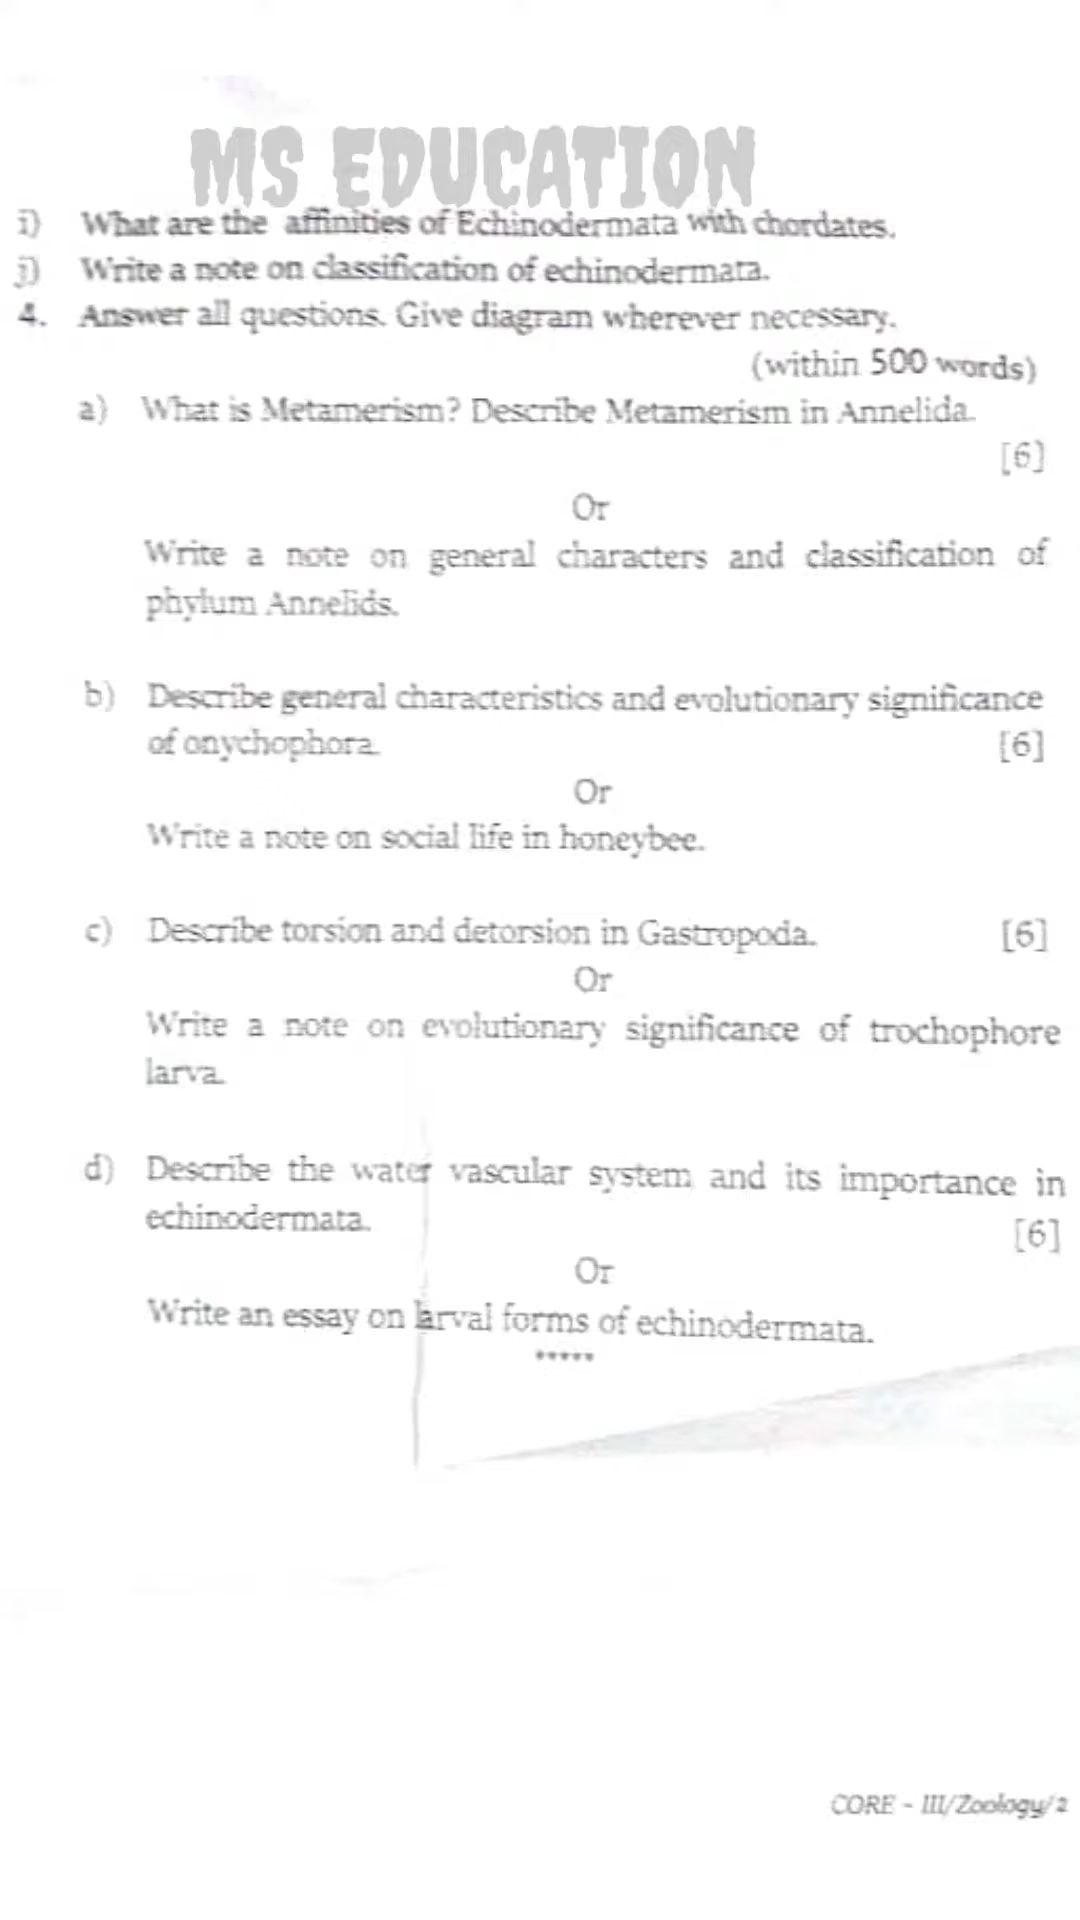 MS EDUCATION
i) What are the affinities of Echinodermata with chordates.
j) Write a note on classification of echinodermata.
4. Answer all questions. Give diagram wherever necessary.
(within 500 words)
a) What is Metamerism? Describe Metamerism in Annelida.
[6]
Or
Write a note on general characters and classification of
phylum Annelids.
b) Describe general characteristics and evolutionary significance
of onychophora. [6]
Or
Write a note on social life in honeybee.
c) Describe torsion and detorsion in Gastropoda. [6]
Or
Write a note on evolutionary significance of trochophore
larva.
d) Describe the water vascular system and its importance in
echinodermata. [6]
Or
Write an essay on larval forms of echinodermata.
*****
CORE - III/Zoology/2